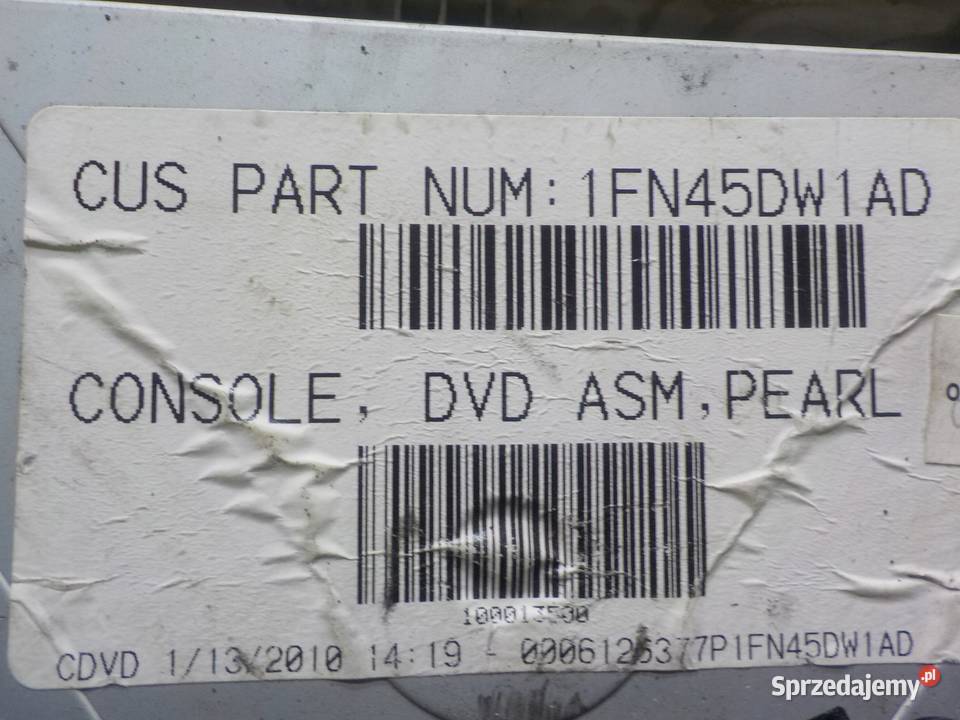 CUS PART NUM: 1FN45DW1AD
CONSOLE, DVD ASM, PEARL
100013500
CDVD 1/13/2010 14:19 - 0006126377P1FN45DW1AD
Sprzedajemy.pl